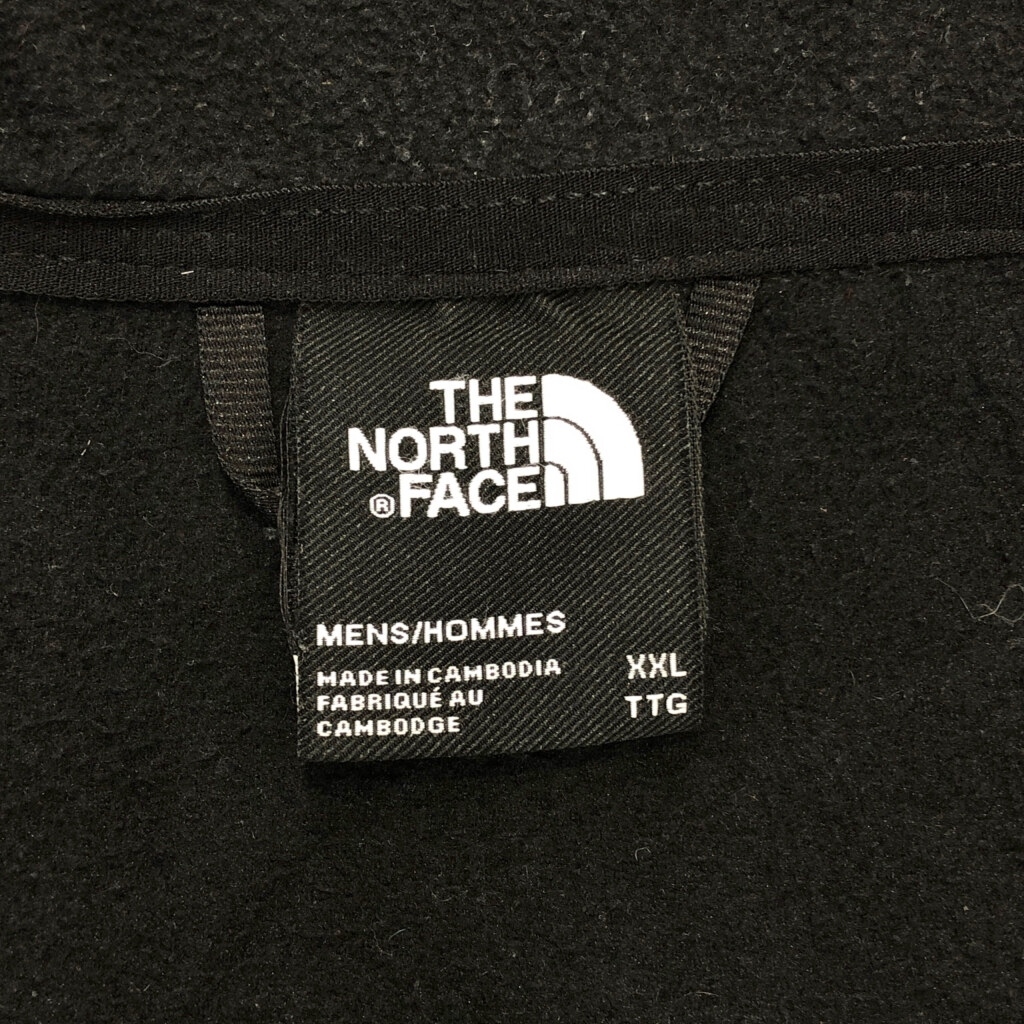 THE
NORTH
® FACE
MENS/HOMMES
MADE IN CAMBODIA XXL
FABRIQUÉ AU TTG
CAMBODGE